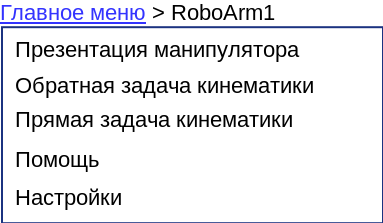 Главное меню > RoboArm1
Презентация манипулятора
Обратная задача кинематики
Прямая задача кинематики
Помощь
Настройки